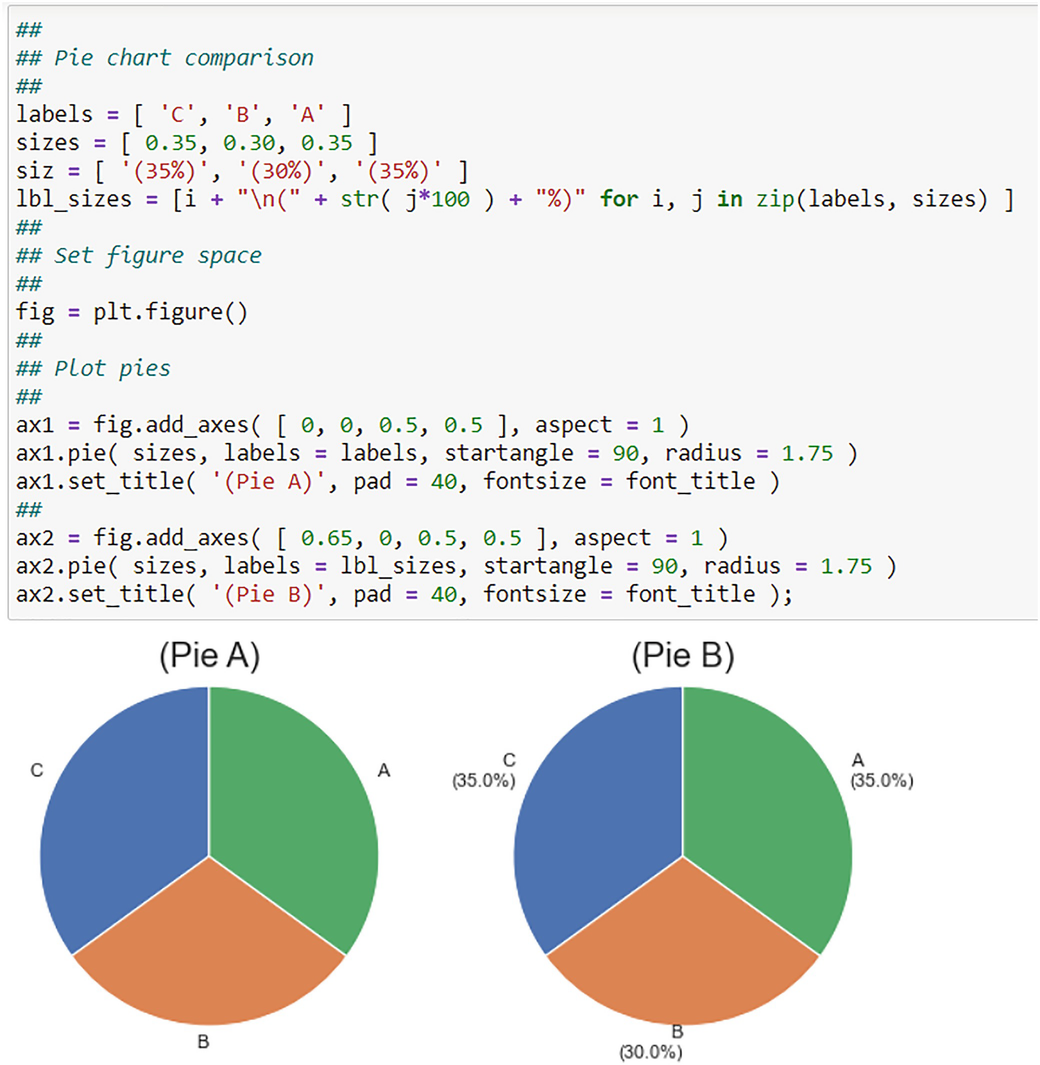 ##
## Pie chart comparison
##
labels = [ 'C', 'B', 'A' ]
sizes = [ 0.35, 0.30, 0.35 ]
siz = [ '(35%)', '(30%)', '(35%)' ]
lbl_sizes = [i + "\n(" + str( j*100 ) + "%)" for i, j in zip(labels, sizes) ]
##
## Set figure space
##
fig = plt.figure()
##
## Plot pies
##
ax1 = fig.add_axes( [ 0, 0, 0.5, 0.5 ], aspect = 1 )
ax1.pie( sizes, labels = labels, startangle = 90, radius = 1.75 )
ax1.set_title( '(Pie A)', pad = 40, fontsize = font_title )
##
ax2 = fig.add_axes( [ 0.65, 0, 0.5, 0.5 ], aspect = 1 )
ax2.pie( sizes, labels = lbl_sizes, startangle = 90, radius = 1.75 )
ax2.set_title( '(Pie B)', pad = 40, fontsize = font_title );
(Pie A)
C
A
B
(Pie B)
C
(35.0%)
A
(35.0%)
B
(30.0%)